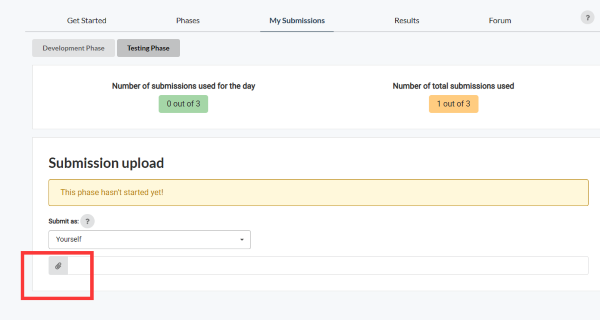 Get Started Phases My Submissions Results Forum ?
Development Phase Testing Phase
Number of submissions used for the day Number of total submissions used
0 out of 3 1 out of 3
Submission upload
This phase hasn't started yet!
Submit as: ?
Yourself